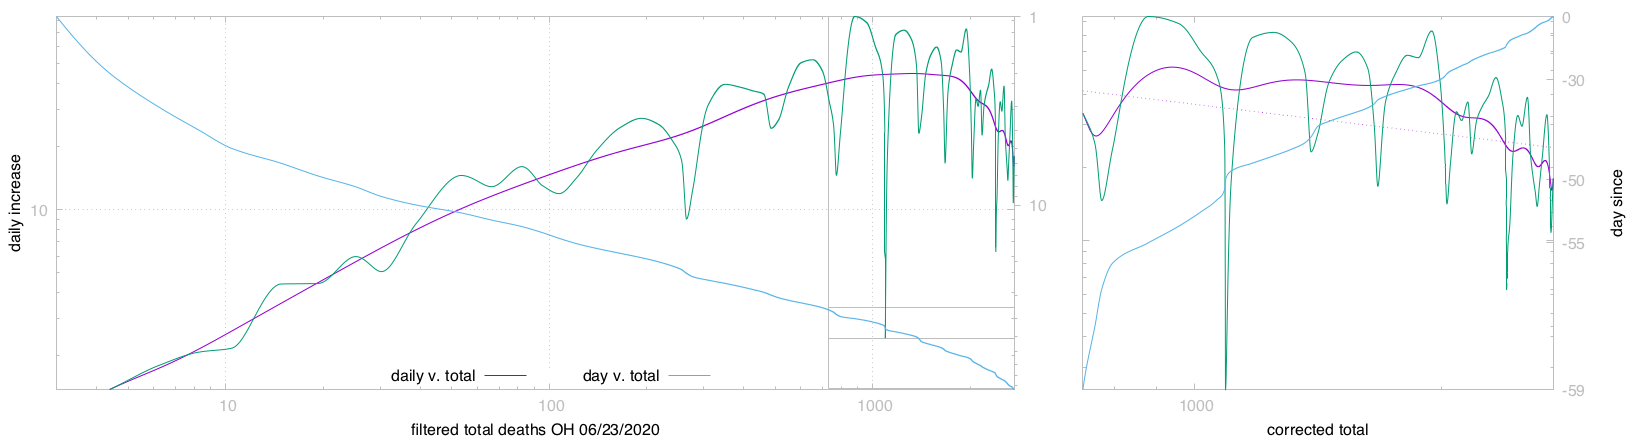 1
0
-30
10
10
-50
-55
daily increase
day since
daily v. total
day v. total
-59
10
100
1000
1000
filtered total deaths OH 06/23/2020
corrected total